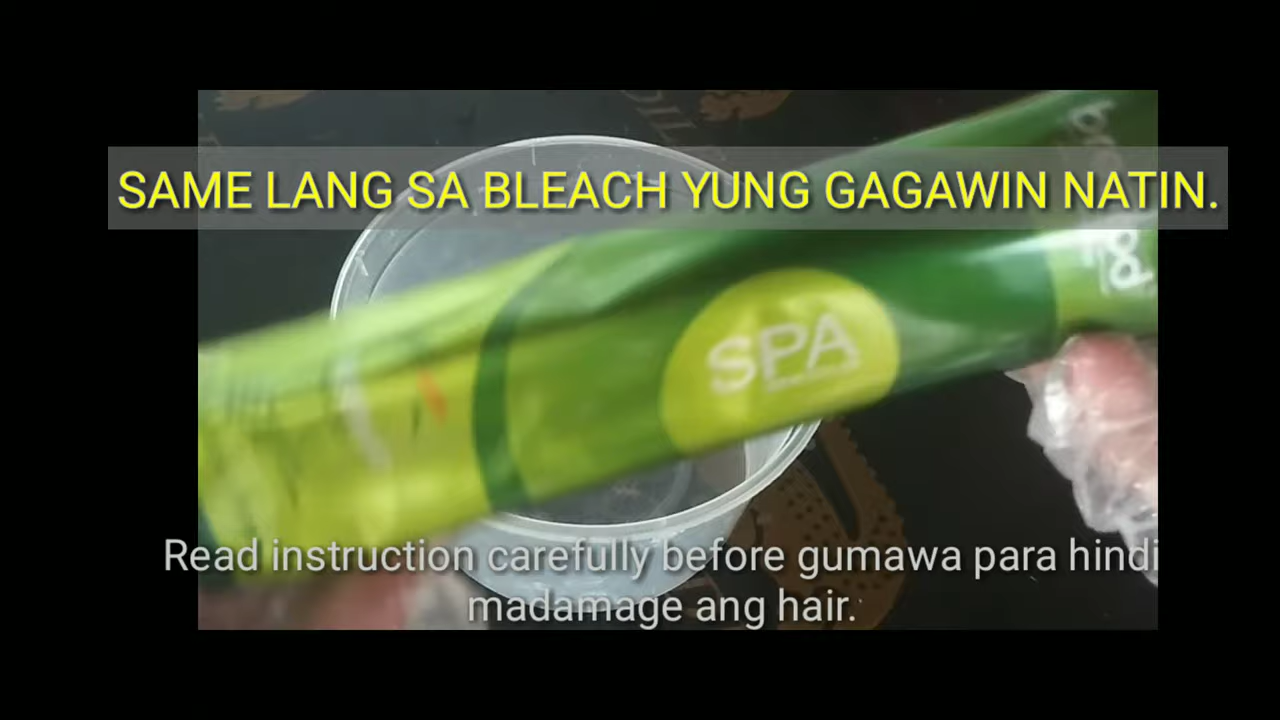 SAME LANG SA BLEACH YUNG GAGAWIN NATIN.
SPA
Read instruction carefully before gumawa para hindi
madamage ang hair.